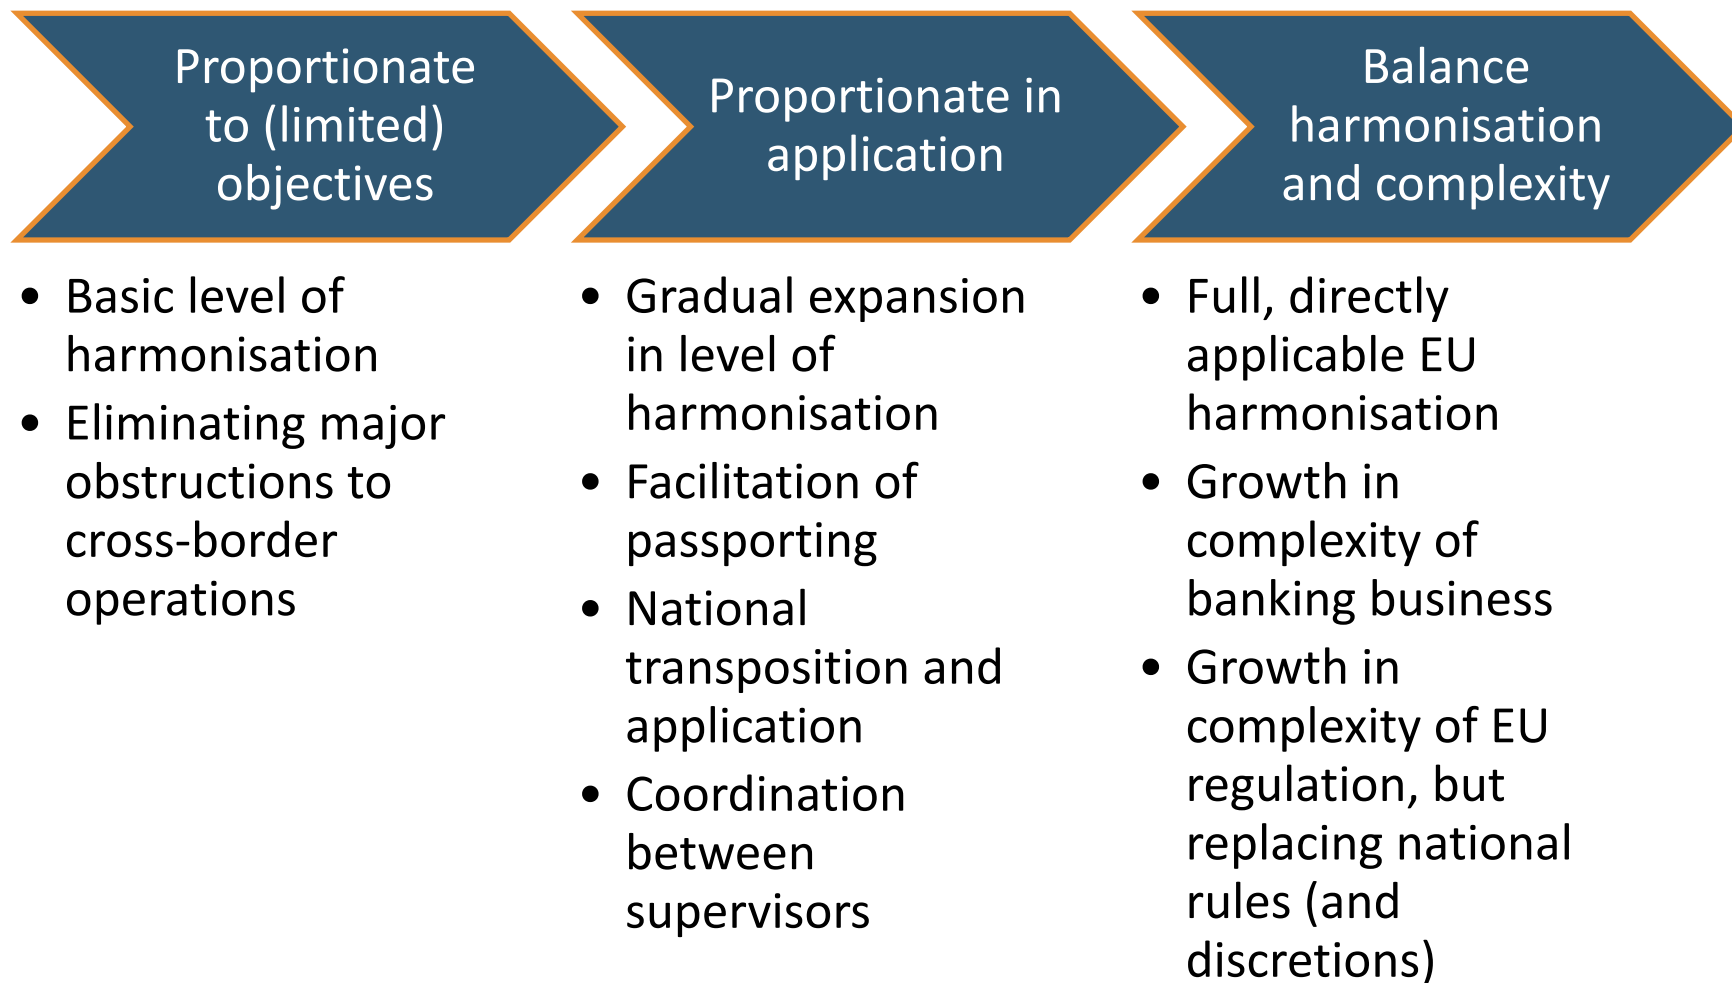 Proportionate
to (limited)
objectives
• Basic level of
harmonisation
• Eliminating major
obstructions to
cross-border
operations
Proportionate in
application
• Gradual expansion
in level of
harmonisation
• Facilitation of
passporting
• National
transposition and
application
• Coordination
between
supervisors
Balance
harmonisation
and complexity
• Full, directly
applicable EU
harmonisation
• Growth in
complexity of
banking business
• Growth in
complexity of EU
regulation, but
replacing national
rules (and
discretions)